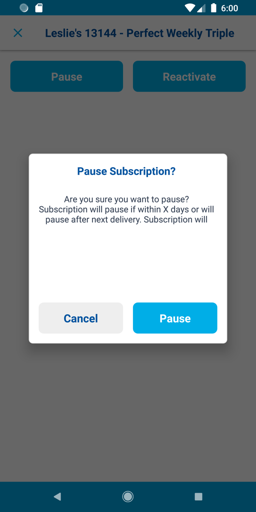 6:00
Leslie's 13144 - Perfect Weekly Triple
Pause
Reactivate
Pause Subscription?
Are you sure you want to pause?
Subscription will pause if within X days or will
pause after next delivery. Subscription will
Cancel
Pause